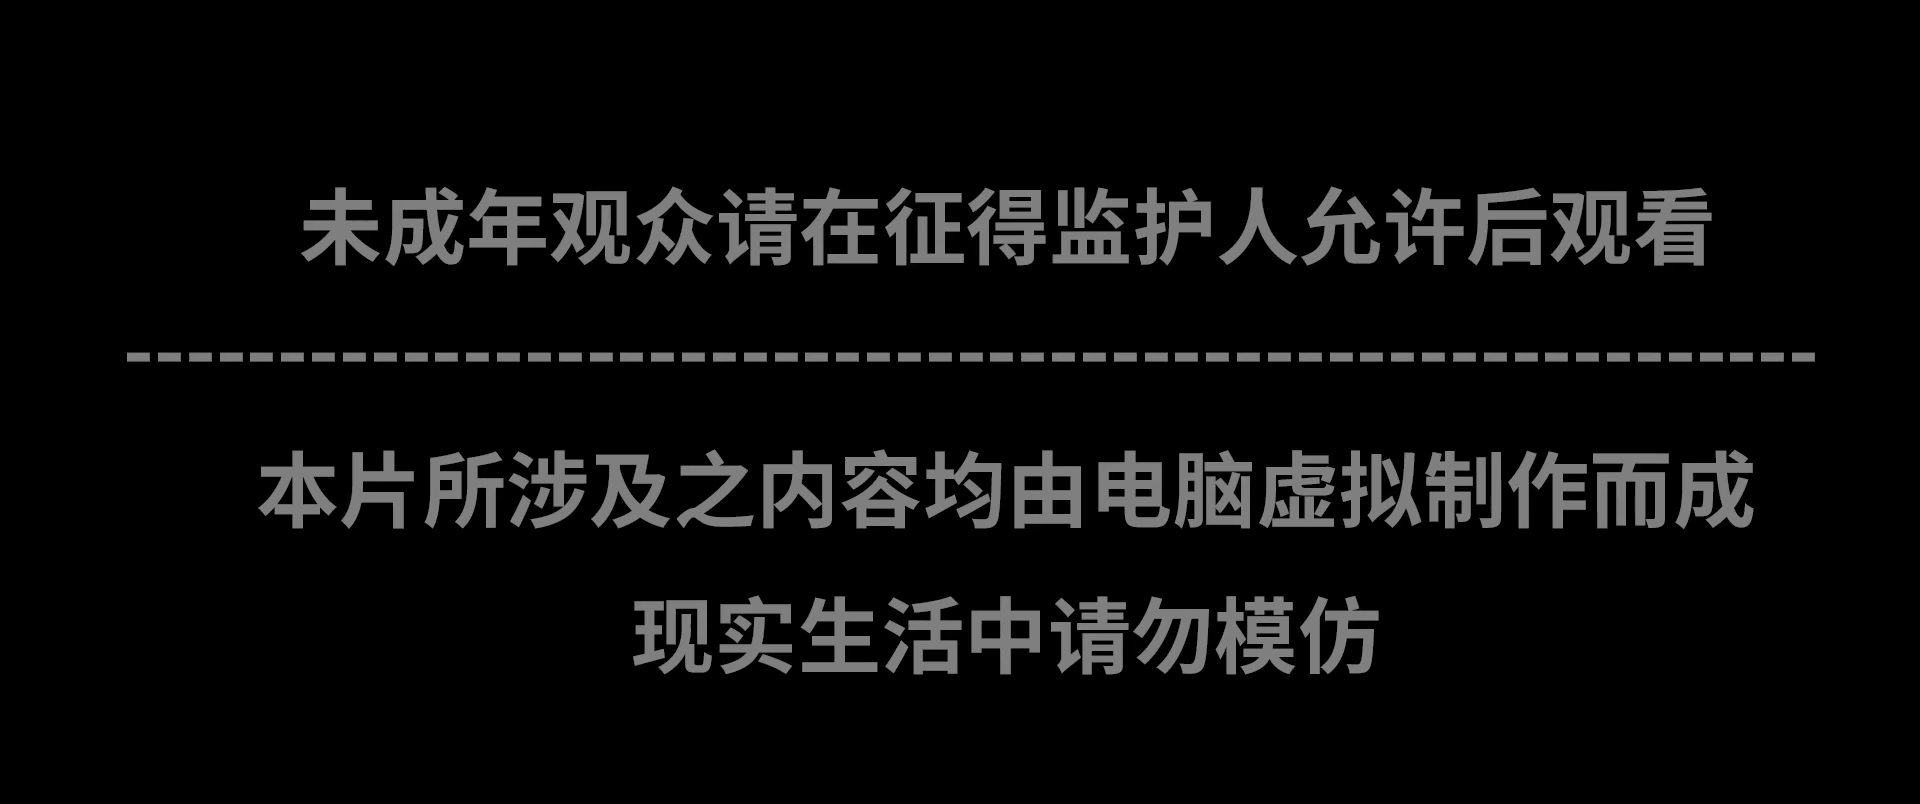 未成年观众请在征得监护人允许后观看
本片所涉及之内容均由电脑虚拟制作而成
现实生活中请勿模仿